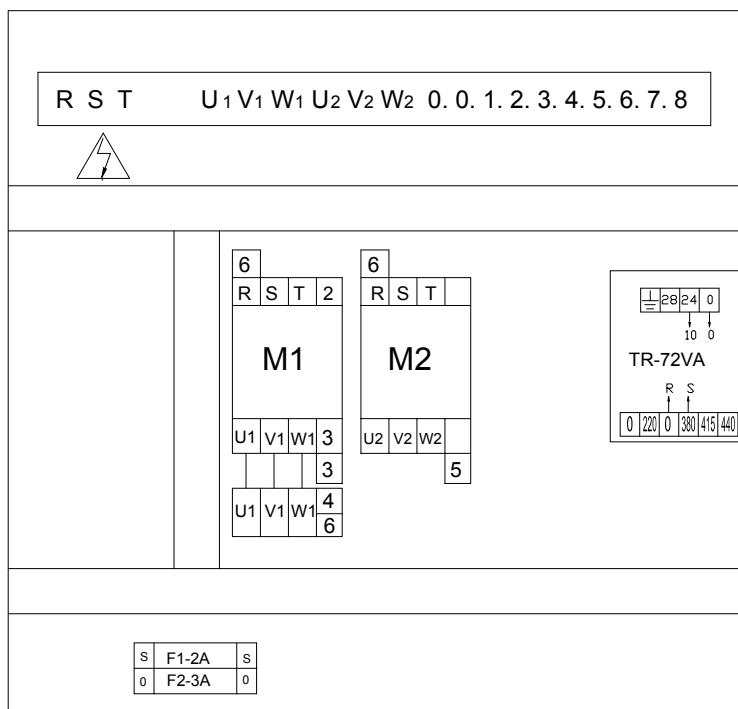 R S T U1 V1 W1 U2 V2 W2 0. 0. 1. 2. 3. 4. 5. 6. 7. 8
6
R S T 2
M1
U1 V1 W1 3
3
U1 V1 W1 4
6
6
R S T
M2
U2 V2 W2
5
28 24 0
10 0
TR-72VA
R S
0 220 0 380 415 440
S F1-2A S
0 F2-3A 0